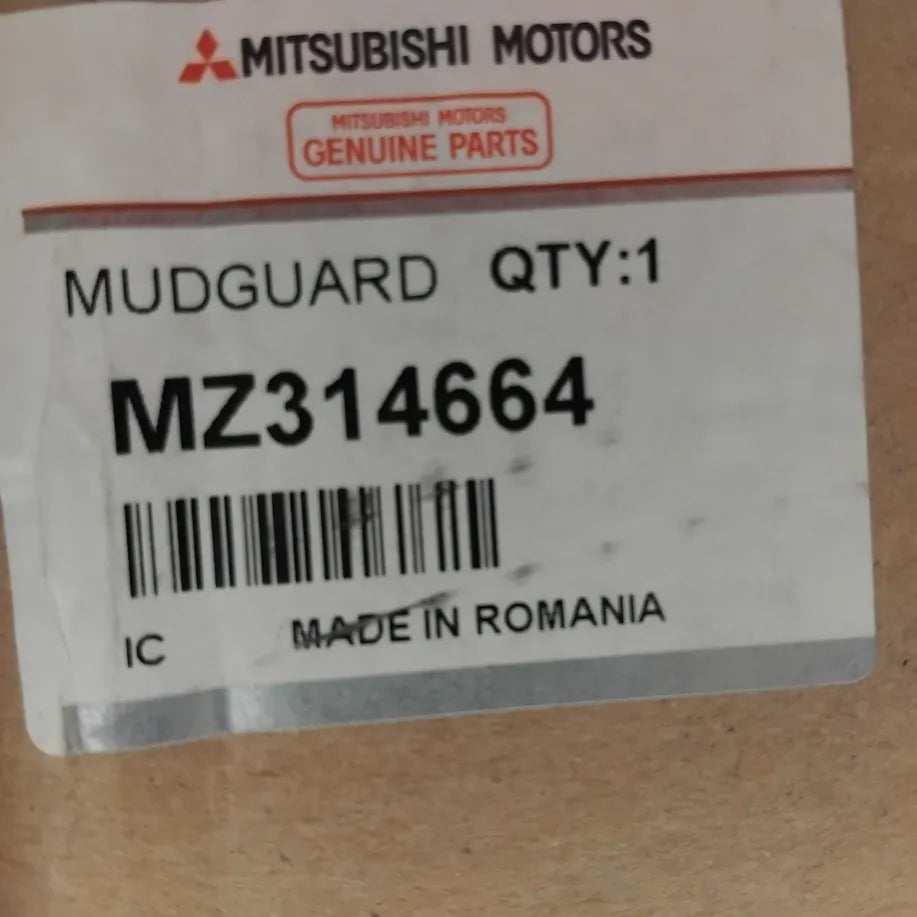 MITSUBISHI MOTORS
MITSUBISHI MOTORS
GENUINE PARTS
MUDGUARD QTY:1
MZ314664
IC MADE IN ROMANIA